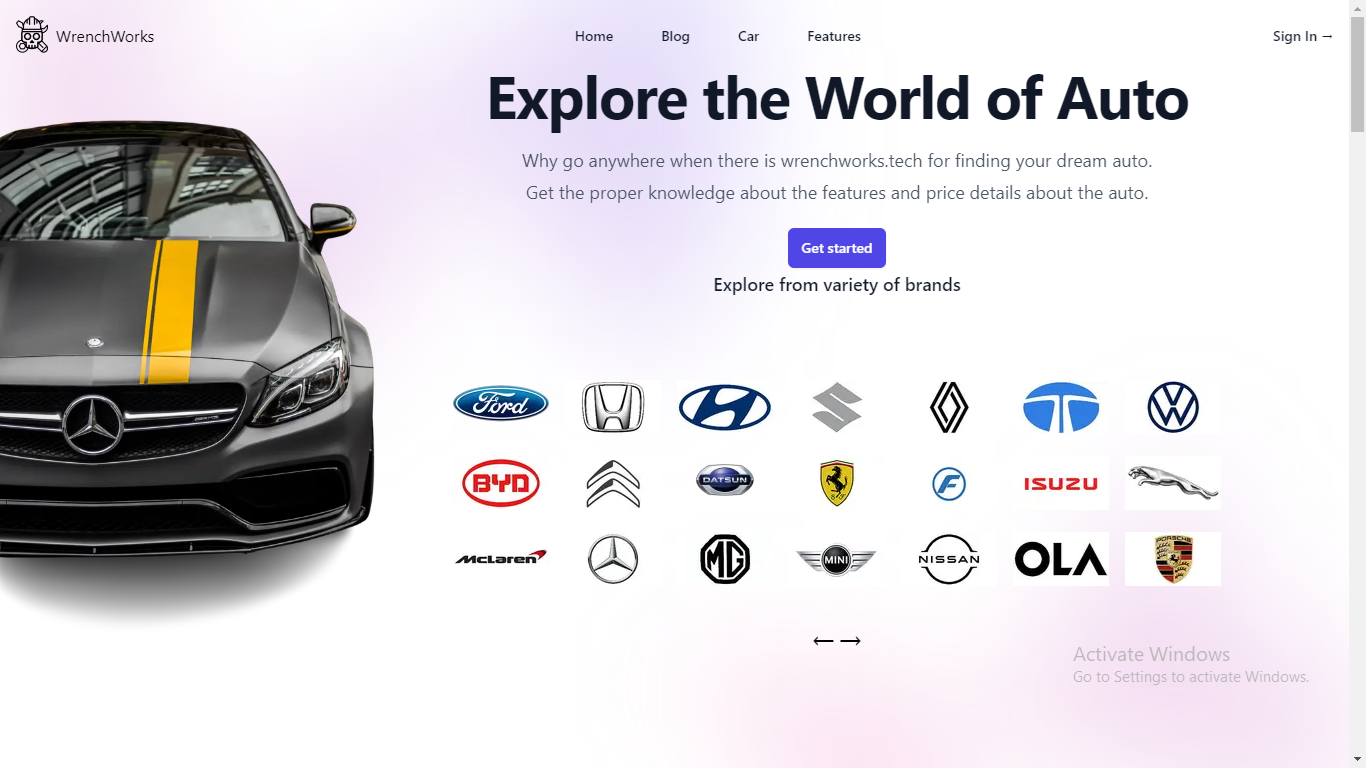 WrenchWorks
Home
Blog
Car
Features
Sign In →
Explore the World of Auto
Why go anywhere when there is wrenchworks.tech for finding your dream auto.
Get the proper knowledge about the features and price details about the auto.
Get started
Explore from variety of brands
Ford
BYD
DATSUN
F
ISUZU
McLaren
MG
MINI
NISSAN
OLA
PORSCHE
Activate Windows
Go to Settings to activate Windows.